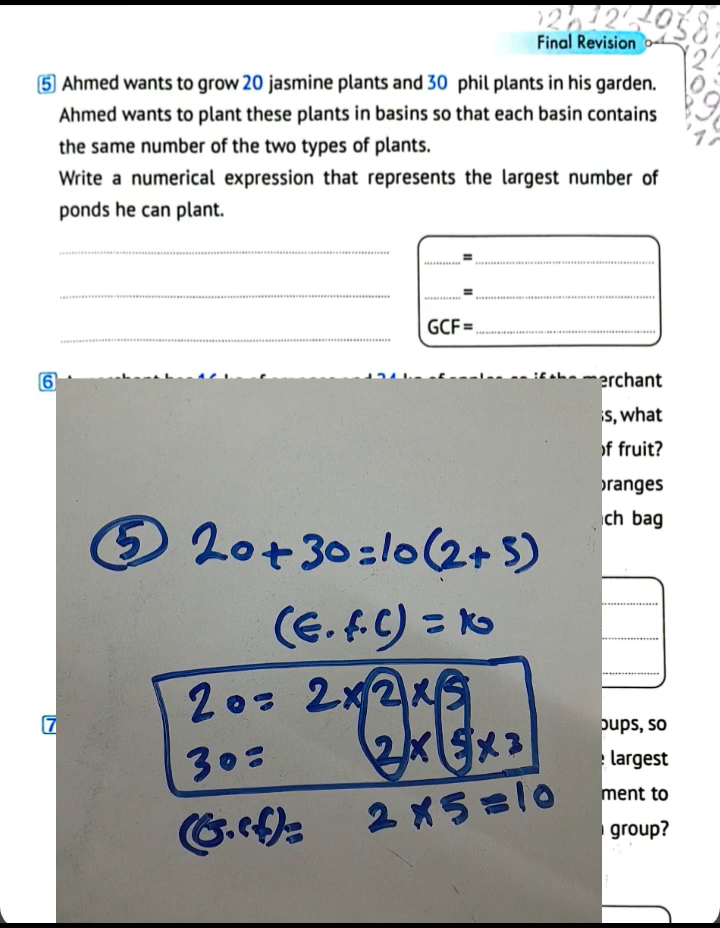 Final Revision
5 Ahmed wants to grow 20 jasmine plants and 30 phil plants in his garden.
Ahmed wants to plant these plants in basins so that each basin contains
the same number of the two types of plants.
Write a numerical expression that represents the largest number of
ponds he can plant.
=
=
GCF =
6
erchant
s, what
of fruit?
oranges
ch bag
5 20+30=10(2+3)
(G.f.C) = 10
20= 2×2×5
30= 2×5×3
(G.cf)= 2×5=10
7
oups, so
largest
ment to
group?